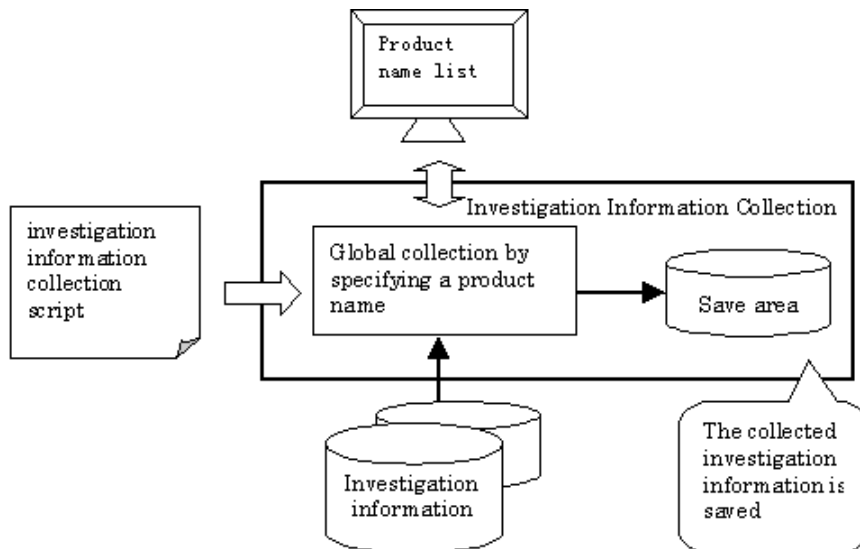 Product
name list
Investigation Information Collection
investigation
information
collection
script
Global collection by
specifying a product
name
Save area
Investigation
information
The collected
investigation
information is
saved